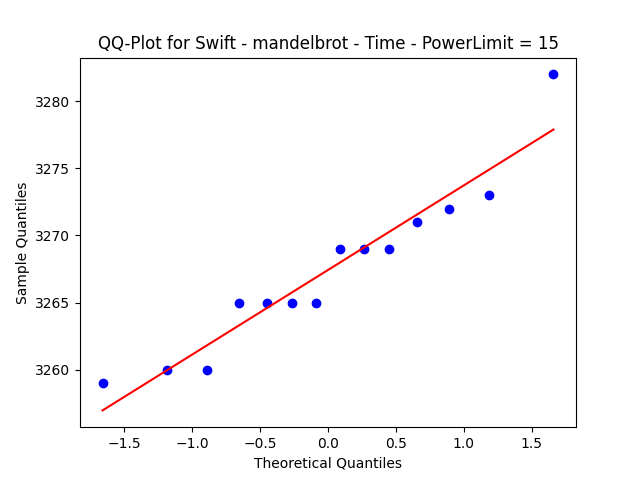 QQ-Plot for Swift - mandelbrot - Time - PowerLimit = 15
3280
3275
3270
3265
3260
Sample Quantiles
−1.5 −1.0 −0.5 0.0 0.5 1.0 1.5
Theoretical Quantiles